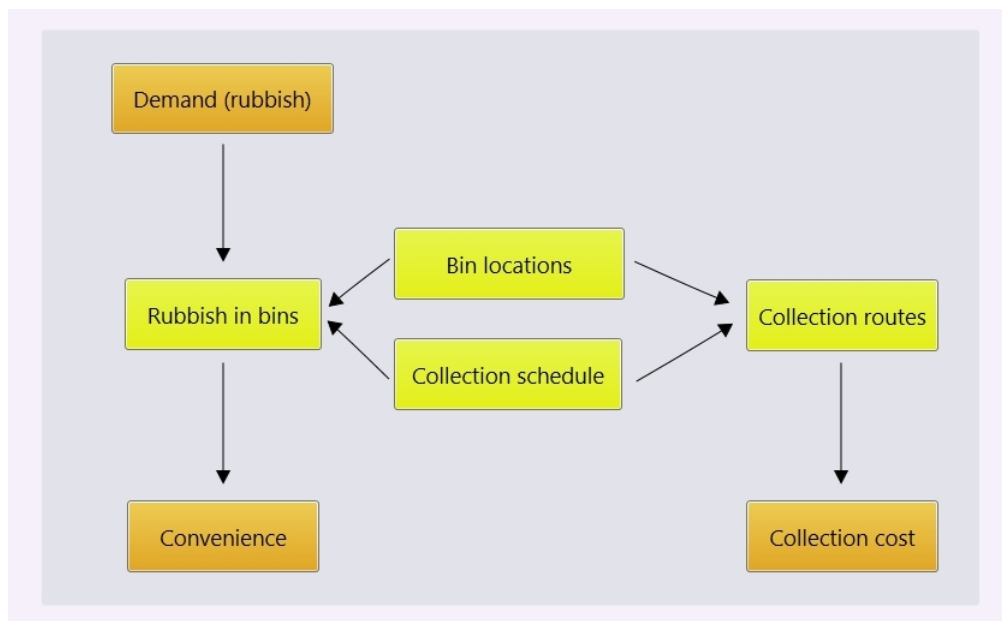 Demand (rubbish)
Bin locations
Rubbish in bins
Collection routes
Collection schedule
Convenience
Collection cost